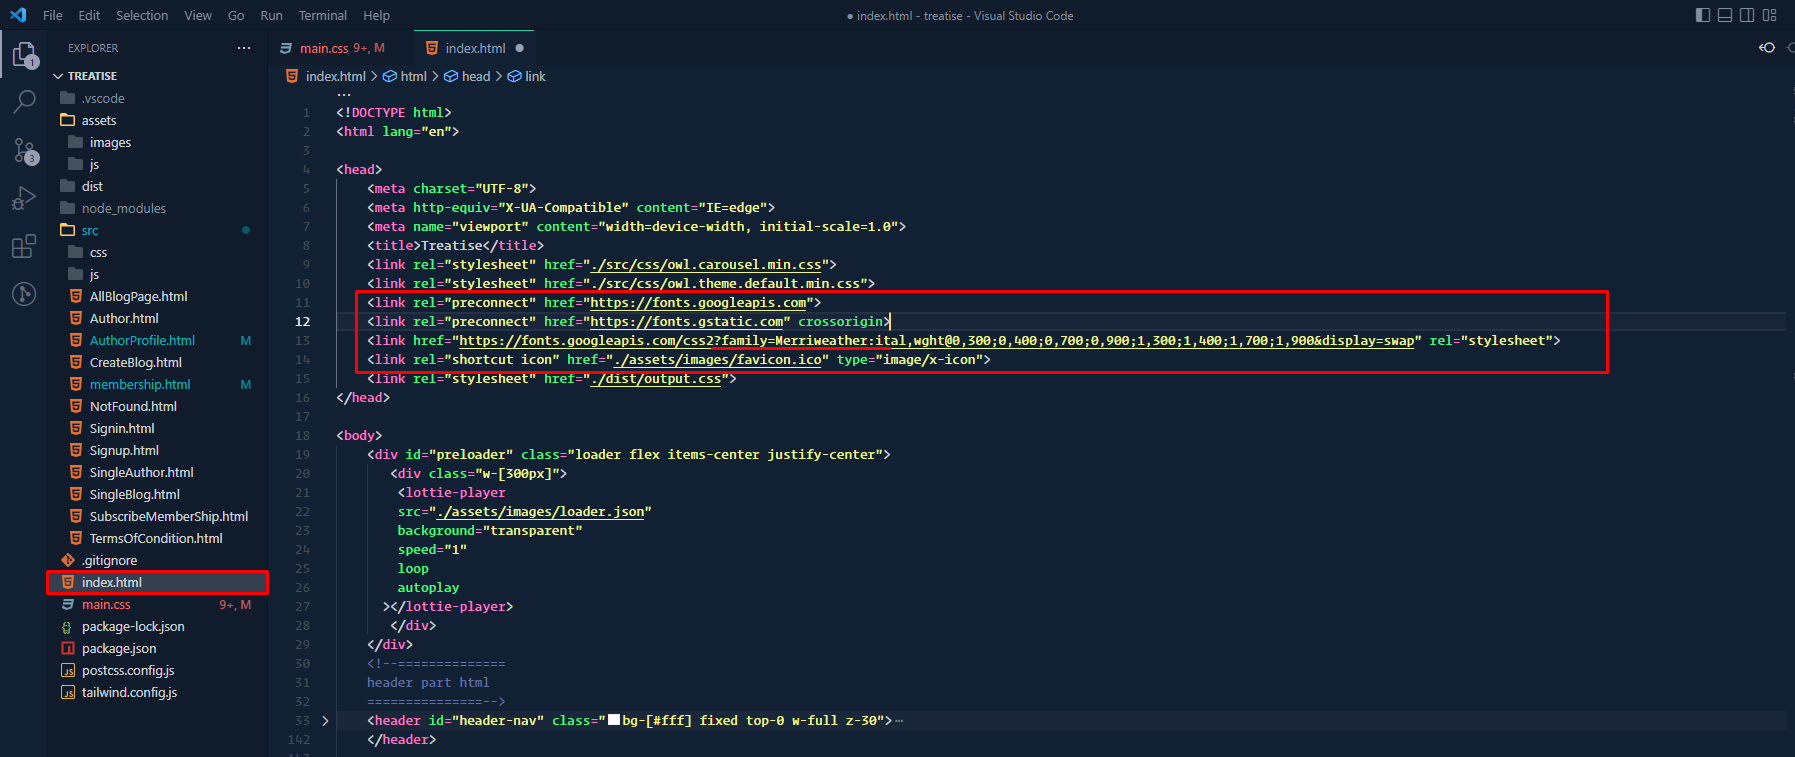 File Edit Selection View Go Run Terminal Help
● index.html - treatise - Visual Studio Code
EXPLORER
TREATISE
.vscode
assets
images
js
dist
node_modules
src
css
js
AllBlogPage.html
Author.html
AuthorProfile.html M
CreateBlog.html
membership.html M
NotFound.html
Signin.html
Signup.html
SingleAuthor.html
SingleBlog.html
SubscribeMemberShip.html
TermsOfCondition.html
.gitignore
index.html
main.css 9+, M
package-lock.json
package.json
postcss.config.js
tailwind.config.js
1
3
main.css 9+, M
index.html ●
index.html > html > head > link
1 <!DOCTYPE html>
2 <html lang="en">
3
4 <head>
5 <meta charset="UTF-8">
6 <meta http-equiv="X-UA-Compatible" content="IE=edge">
7 <meta name="viewport" content="width=device-width, initial-scale=1.0">
8 <title>Treatise</title>
9 <link rel="stylesheet" href="./src/css/owl.carousel.min.css">
10 <link rel="stylesheet" href="./src/css/owl.theme.default.min.css">
11 <link rel="preconnect" href="https://fonts.googleapis.com">
12 <link rel="preconnect" href="https://fonts.gstatic.com" crossorigin>
13 <link href="https://fonts.googleapis.com/css2?family=Merriweather:ital,wght@0,300;0,400;0,700;0,900;1,300;1,400;1,700;1,900&display=swap" rel="stylesheet">
14 <link rel="shortcut icon" href="./assets/images/favicon.ico" type="image/x-icon">
15 <link rel="stylesheet" href="./dist/output.css">
16 </head>
17
18 <body>
19 <div id="preloader" class="loader flex items-center justify-center">
20 <div class="w-[300px]">
21 <lottie-player
22 src="./assets/images/loader.json"
23 background="transparent"
24 speed="1"
25 loop
26 autoplay
27 ></lottie-player>
28 </div>
29 </div>
30 <!--==============
31 header part html
32 ===============-->
33 <header id="header-nav" class="bg-[#fff] fixed top-0 w-full z-30">…
142 </header>